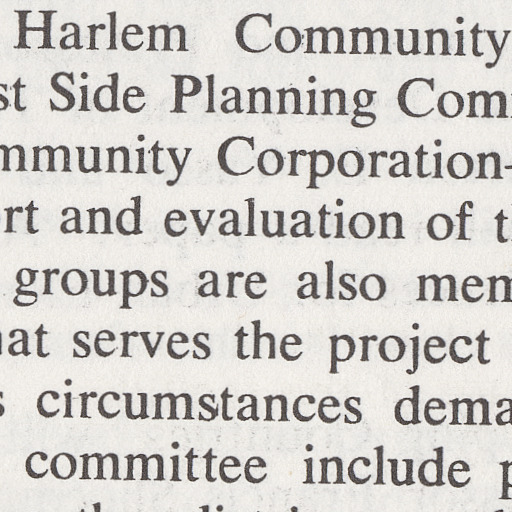 Harlem Community
st Side Planning Com
mmunity Corporation-
rt and evaluation of t
groups are also mem
at serves the project
s circumstances dema
committee include p